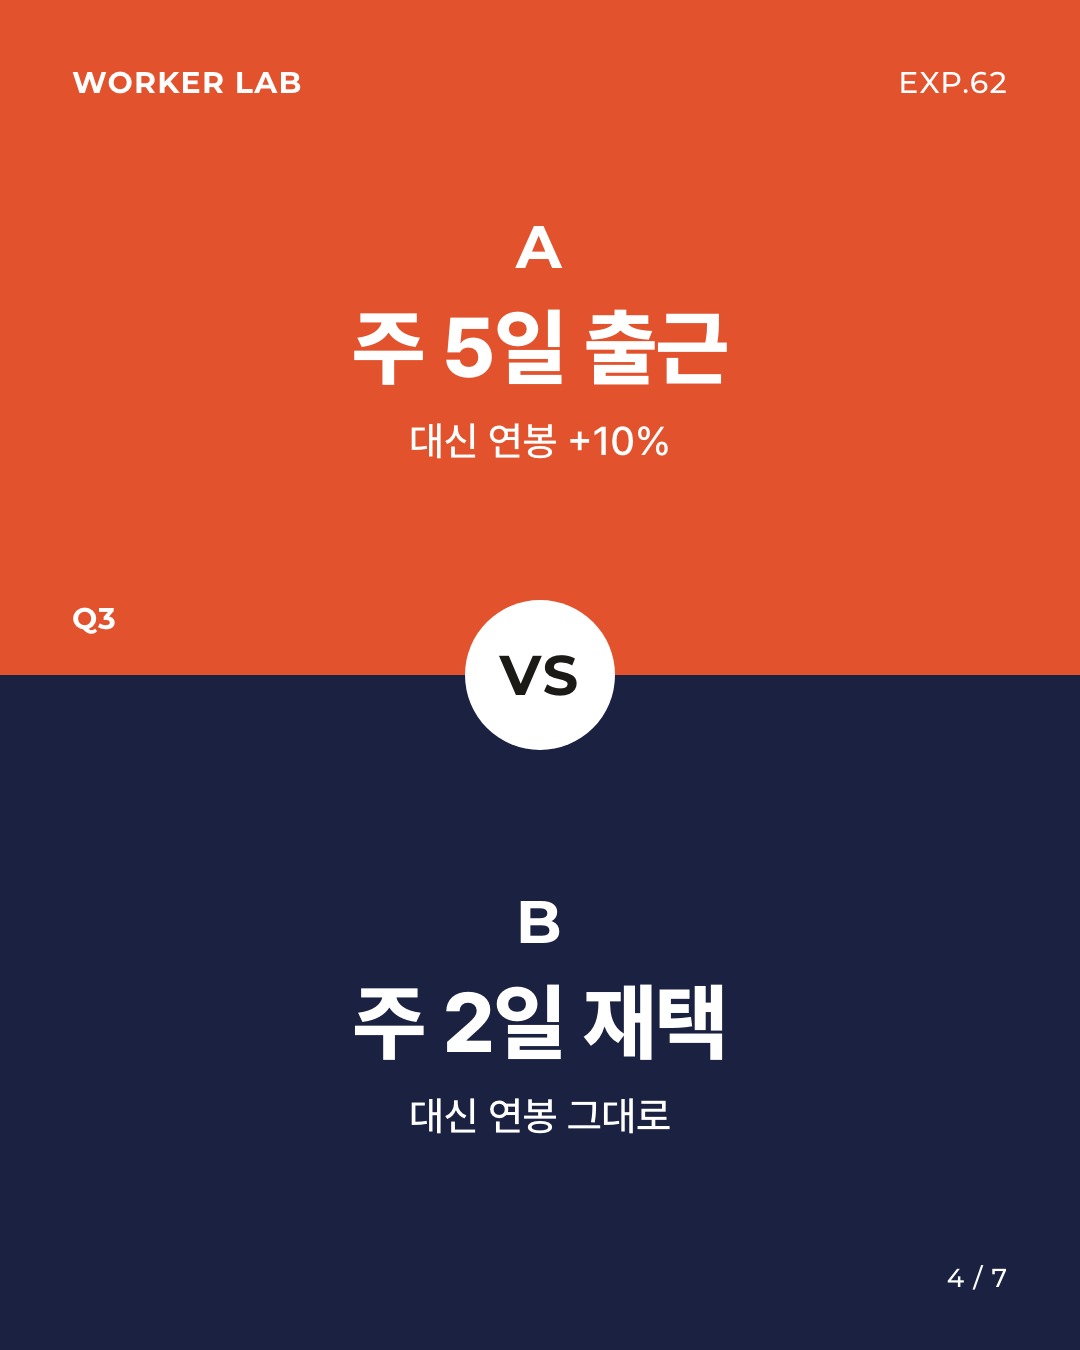 WORKER LAB
EXP.62
A
주 5일 출근
대신 연봉 +10%
Q3
VS
B
주 2일 재택
대신 연봉 그대로
4 / 7